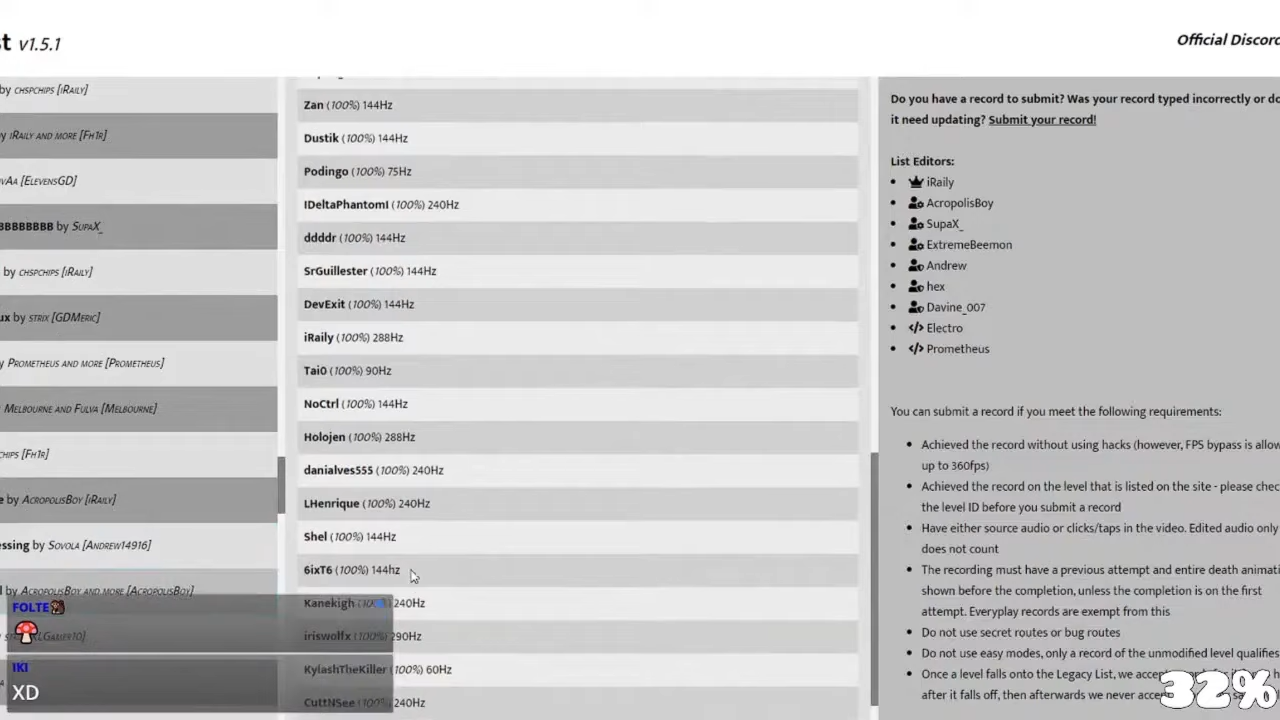 st v1.5.1
Official Discord
by CHSPCHIPS [IRAILY]
by IRAILY AND MORE [FH1R]
[ELEVENSGD]
BBBBBBBB by SUPAX_
by CHSPCHIPS [IRAILY]
ux by STRIX [GDMERIC]
by PROMETHEUS AND MORE [PROMETHEUS]
MELBOURNE AND FULVA [MELBOURNE]
[FH1R]
e by ACROPOLISBOY [IRAILY]
essing by SOVOLA [ANDREW14916]
by ACROPOLISBOY AND MORE [ACROPOLISBOY]
Zan (100%) 144Hz
Dustik (100%) 144Hz
Podingo (100%) 75Hz
IDeltaPhantomI (100%) 240Hz
ddddr (100%) 144Hz
SrGuillester (100%) 144Hz
DevExit (100%) 144Hz
iRaily (100%) 288Hz
Tai0 (100%) 90Hz
NoCtrl (100%) 144Hz
Holojen (100%) 288Hz
danialves555 (100%) 240Hz
LHenrique (100%) 240Hz
Shel (100%) 144Hz
6ixT6 (100%) 144hz
Kanekigh (100%) 240Hz
iriswolfx (100%) 290Hz
KylashTheKiller (100%) 60Hz
CuttNSee (100%) 240Hz
Do you have a record to submit? Was your record typed incorrectly or do
it need updating? Submit your record!
List Editors:
iRaily
AcropolisBoy
SupaX_
ExtremeBeemon
Andrew
hex
Davine_007
Electro
Prometheus
You can submit a record if you meet the following requirements:
Achieved the record without using hacks (however, FPS bypass is allow
up to 360fps)
Achieved the record on the level that is listed on the site - please chec
the level ID before you submit a record
Have either source audio or clicks/taps in the video. Edited audio only
does not count
The recording must have a previous attempt and entire death animati
shown before the completion, unless the completion is on the first
attempt. Everyplay records are exempt from this
Do not use secret routes or bug routes
Do not use easy modes, only a record of the unmodified level qualifies
Once a level falls onto the Legacy List, we accep
after it falls off, then afterwards we never accep
FOLTE
IKI
XD
32%